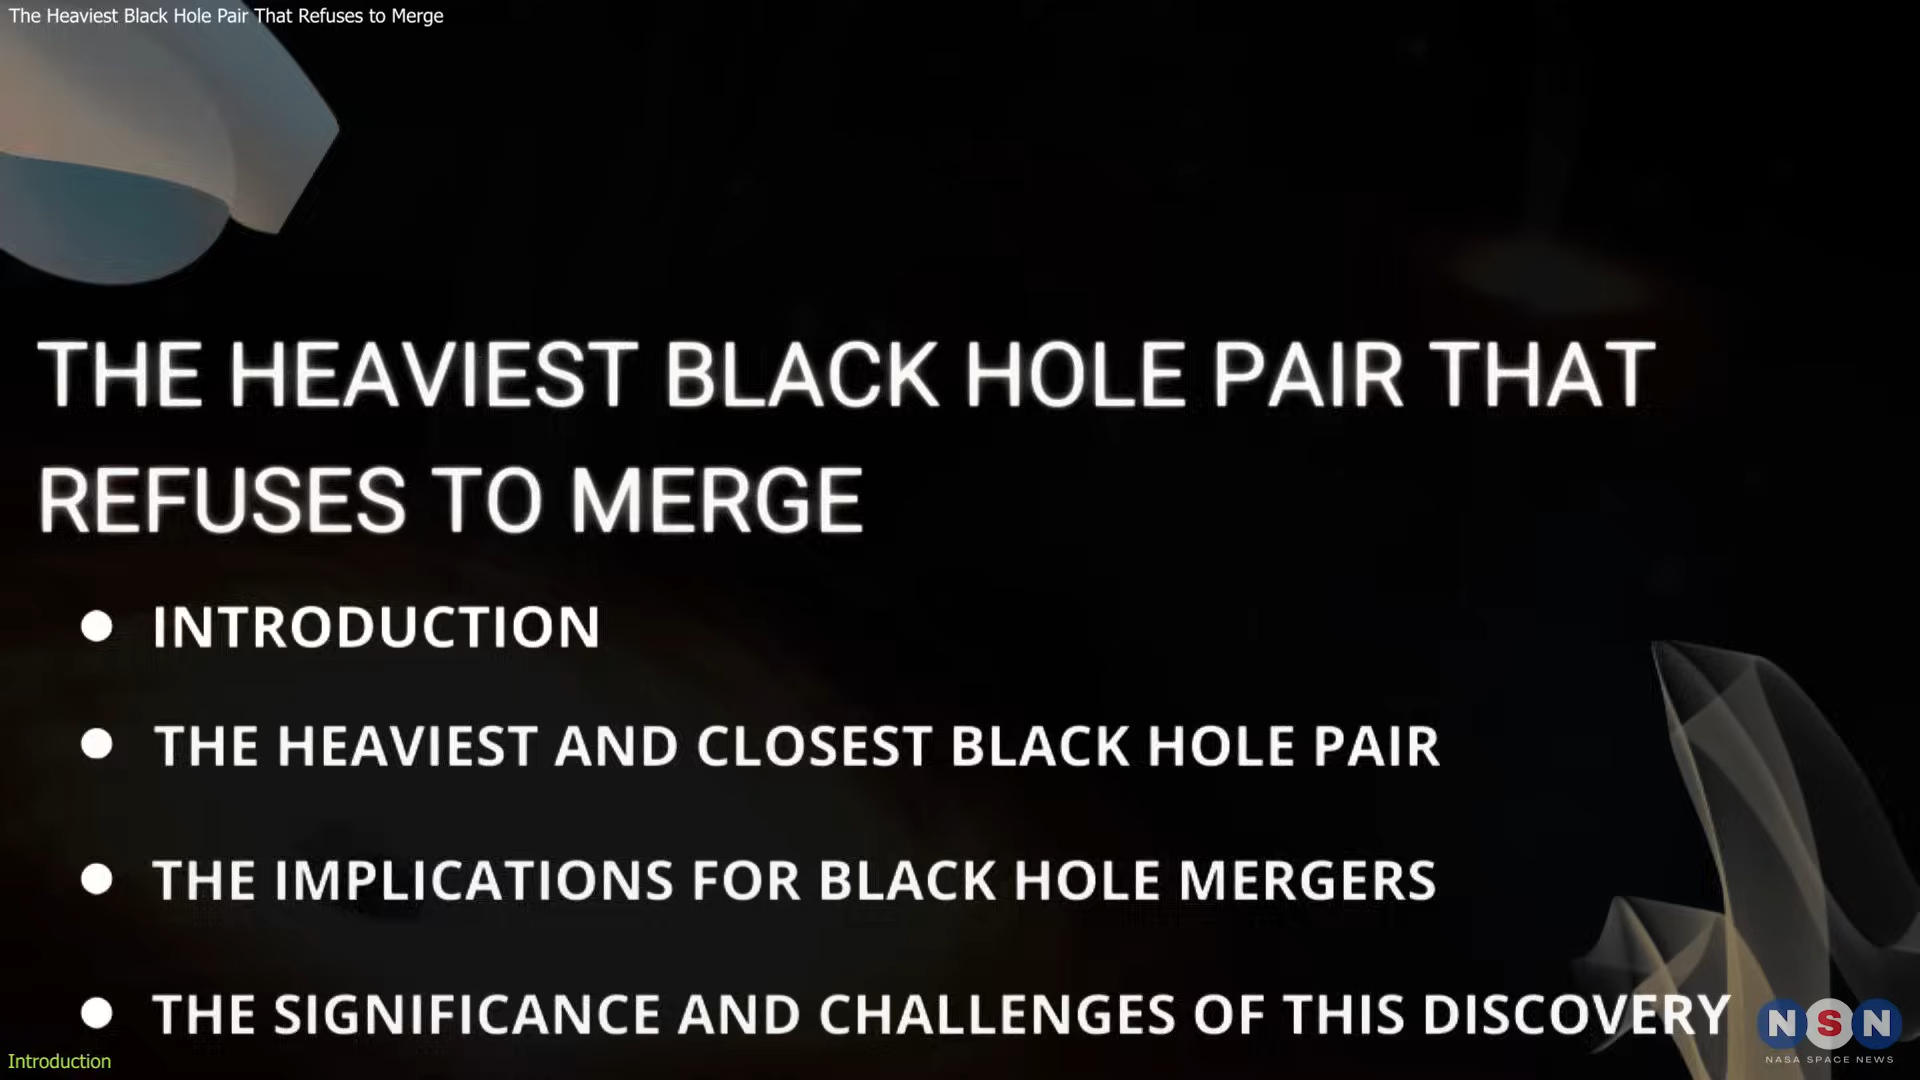 The Heaviest Black Hole Pair That Refuses to Merge
THE HEAVIEST BLACK HOLE PAIR THAT
REFUSES TO MERGE
● INTRODUCTION
● THE HEAVIEST AND CLOSEST BLACK HOLE PAIR
● THE IMPLICATIONS FOR BLACK HOLE MERGERS
● THE SIGNIFICANCE AND CHALLENGES OF THIS DISCOVERY
NSN
NASA SPACE NEWS
Introduction